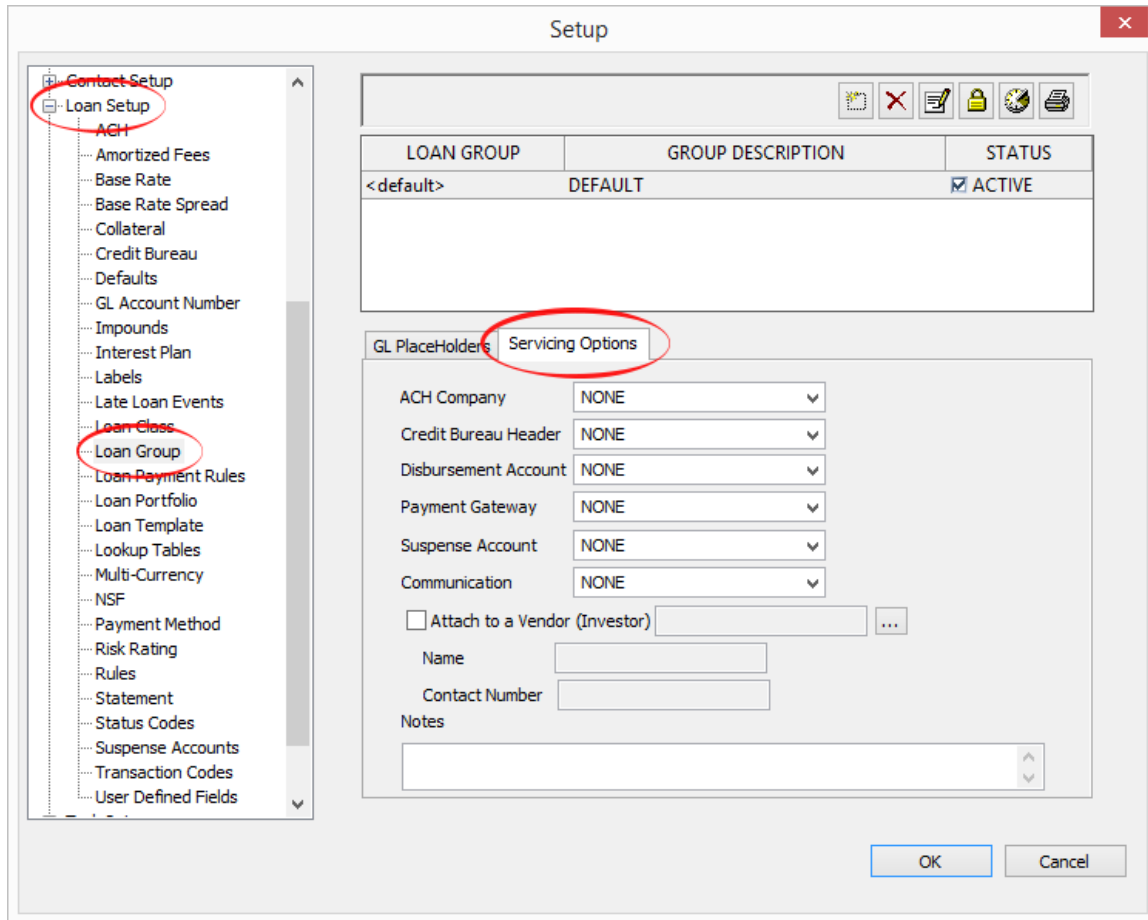 Setup
Contact Setup
Loan Setup
ACH
Amortized Fees
Base Rate
Base Rate Spread
Collateral
Credit Bureau
Defaults
GL Account Number
Impounds
Interest Plan
Labels
Late Loan Events
Loan Class
Loan Group
Loan Payment Rules
Loan Portfolio
Loan Template
Lookup Tables
Multi-Currency
NSF
Payment Method
Risk Rating
Rules
Statement
Status Codes
Suspense Accounts
Transaction Codes
User Defined Fields
LOAN GROUP GROUP DESCRIPTION STATUS
<default> DEFAULT ACTIVE
GL PlaceHolders Servicing Options
ACH Company NONE
Credit Bureau Header NONE
Disbursement Account NONE
Payment Gateway NONE
Suspense Account NONE
Communication NONE
Attach to a Vendor (Investor) ...
Name
Contact Number
Notes
OK Cancel